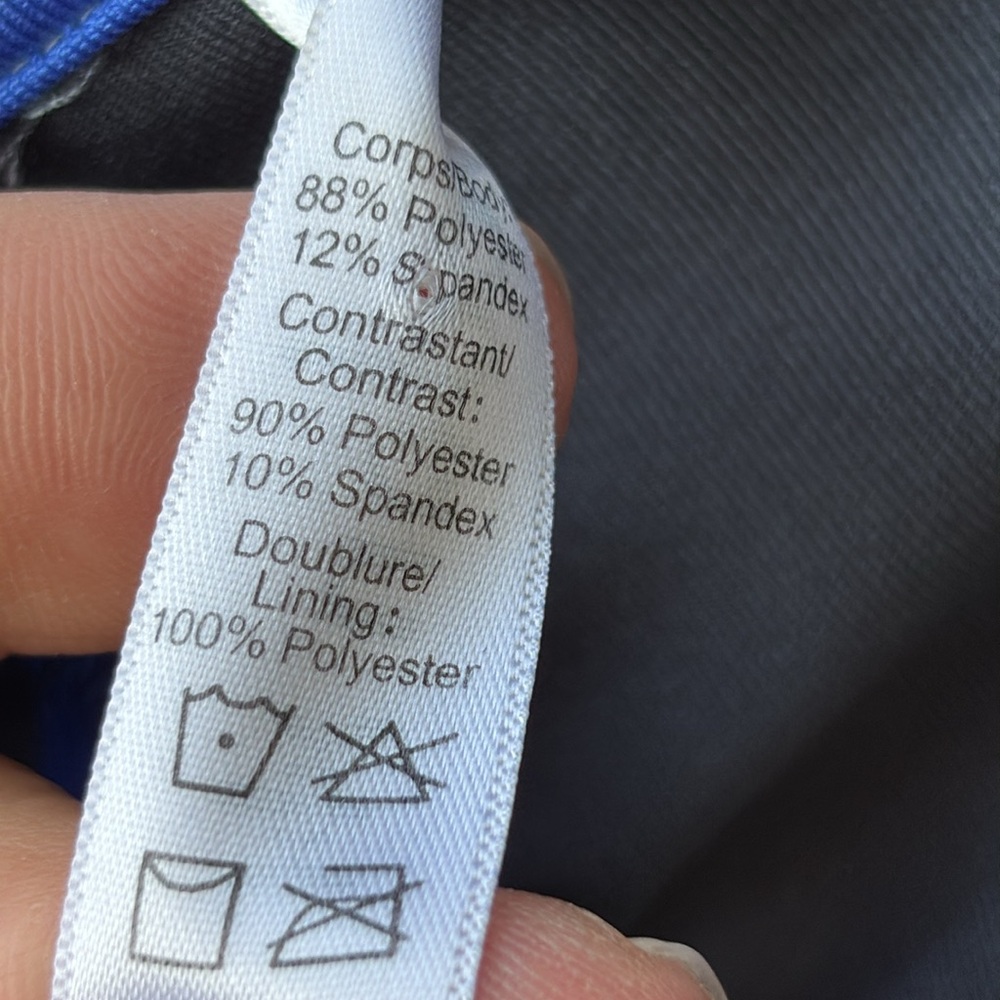 Corps/Body
88% Polyester
12% Spandex
Contrastant/
Contrast:
90% Polyester
10% Spandex
Doublure/
Lining:
100% Polyester